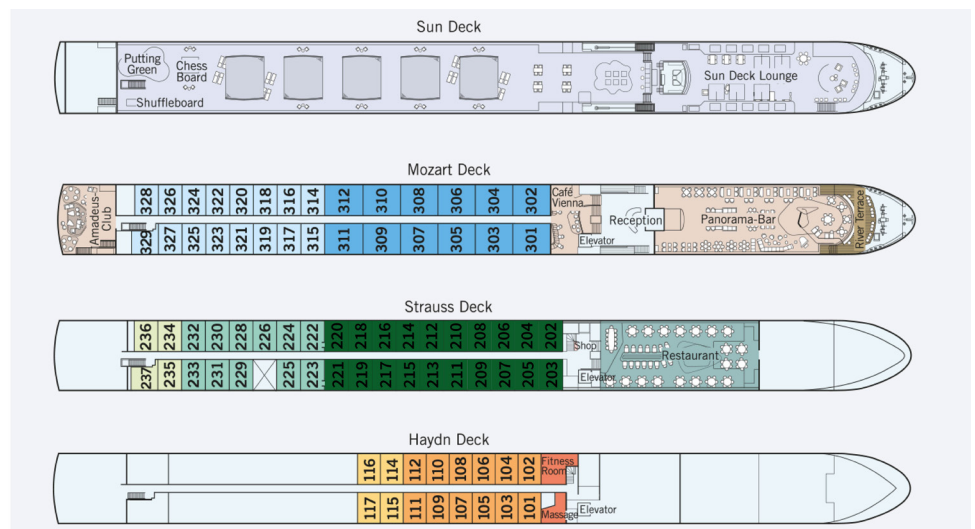 Sun Deck
Putting
Green
Chess
Board
Shuffleboard
Sun Deck Lounge
Mozart Deck
Amadeus-
Club
328 326 324 322 320 318 316 314 312 310 308 306 304 302
329 327 325 323 321 319 317 315 311 309 307 305 303 301
Café
Vienna
Reception
Elevator
Panorama-Bar
River Terrace
Strauss Deck
236 234 232 230 228 226 224 222 220 218 216 214 212 210 208 206 204 202
237 235 233 231 229 225 223 221 219 217 215 213 211 209 207 205 203
Shop
Elevator
Restaurant
Haydn Deck
116 114 112 110 108 106 104 102
117 115 111 109 107 105 103 101
Fitness
Room
Massage
Elevator